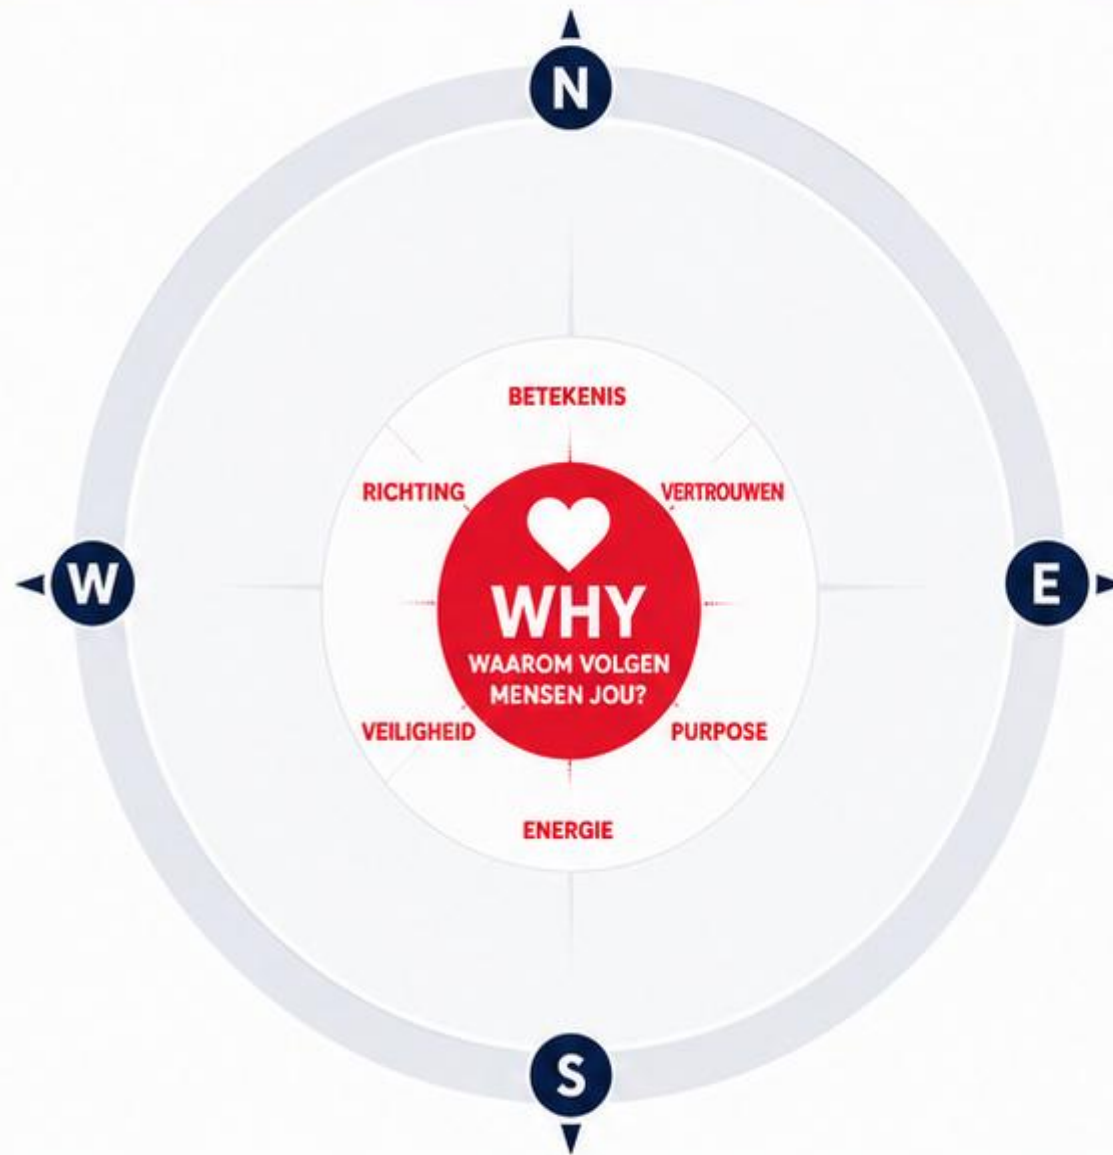 N
BETEKENIS
RICHTING
VERTROUWEN
W
E
WHY
WAAROM VOLGEN
MENSEN JOU?
VEILIGHEID
PURPOSE
ENERGIE
S